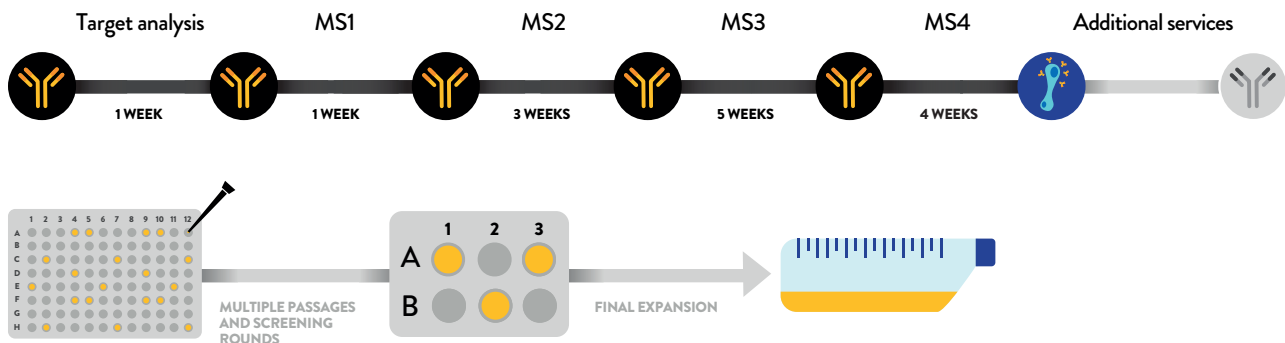 Target analysis MS1 MS2 MS3 MS4 Additional services
1 WEEK 1 WEEK 3 WEEKS 5 WEEKS 4 WEEKS
1 2 3 4 5 6 7 8 9 10 11 12
A
B
C
D
E
F
G
H
MULTIPLE PASSAGES
AND SCREENING
ROUNDS
1 2 3
A
B
FINAL EXPANSION